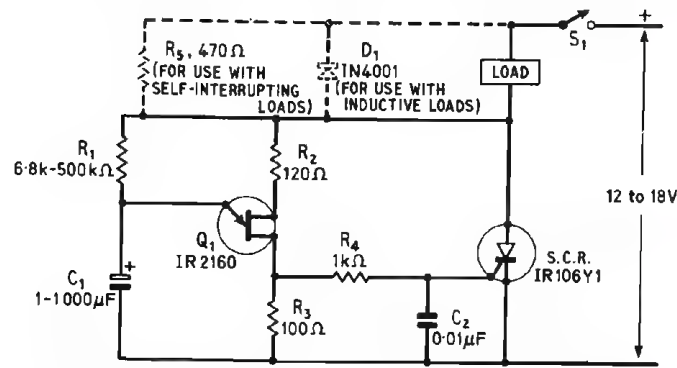 R5, 470Ω
(FOR USE WITH
SELF-INTERRUPTING
LOADS)
D1
1N4001
(FOR USE WITH
INDUCTIVE LOADS)
S1
+
LOAD
R1
6·8k-500kΩ
R2
120Ω
12 to 18V
Q1
IR2160
R4
1kΩ
S.C.R.
IR106Y1
+
C1
1-1000μF
R3
100Ω
C2
0·01μF